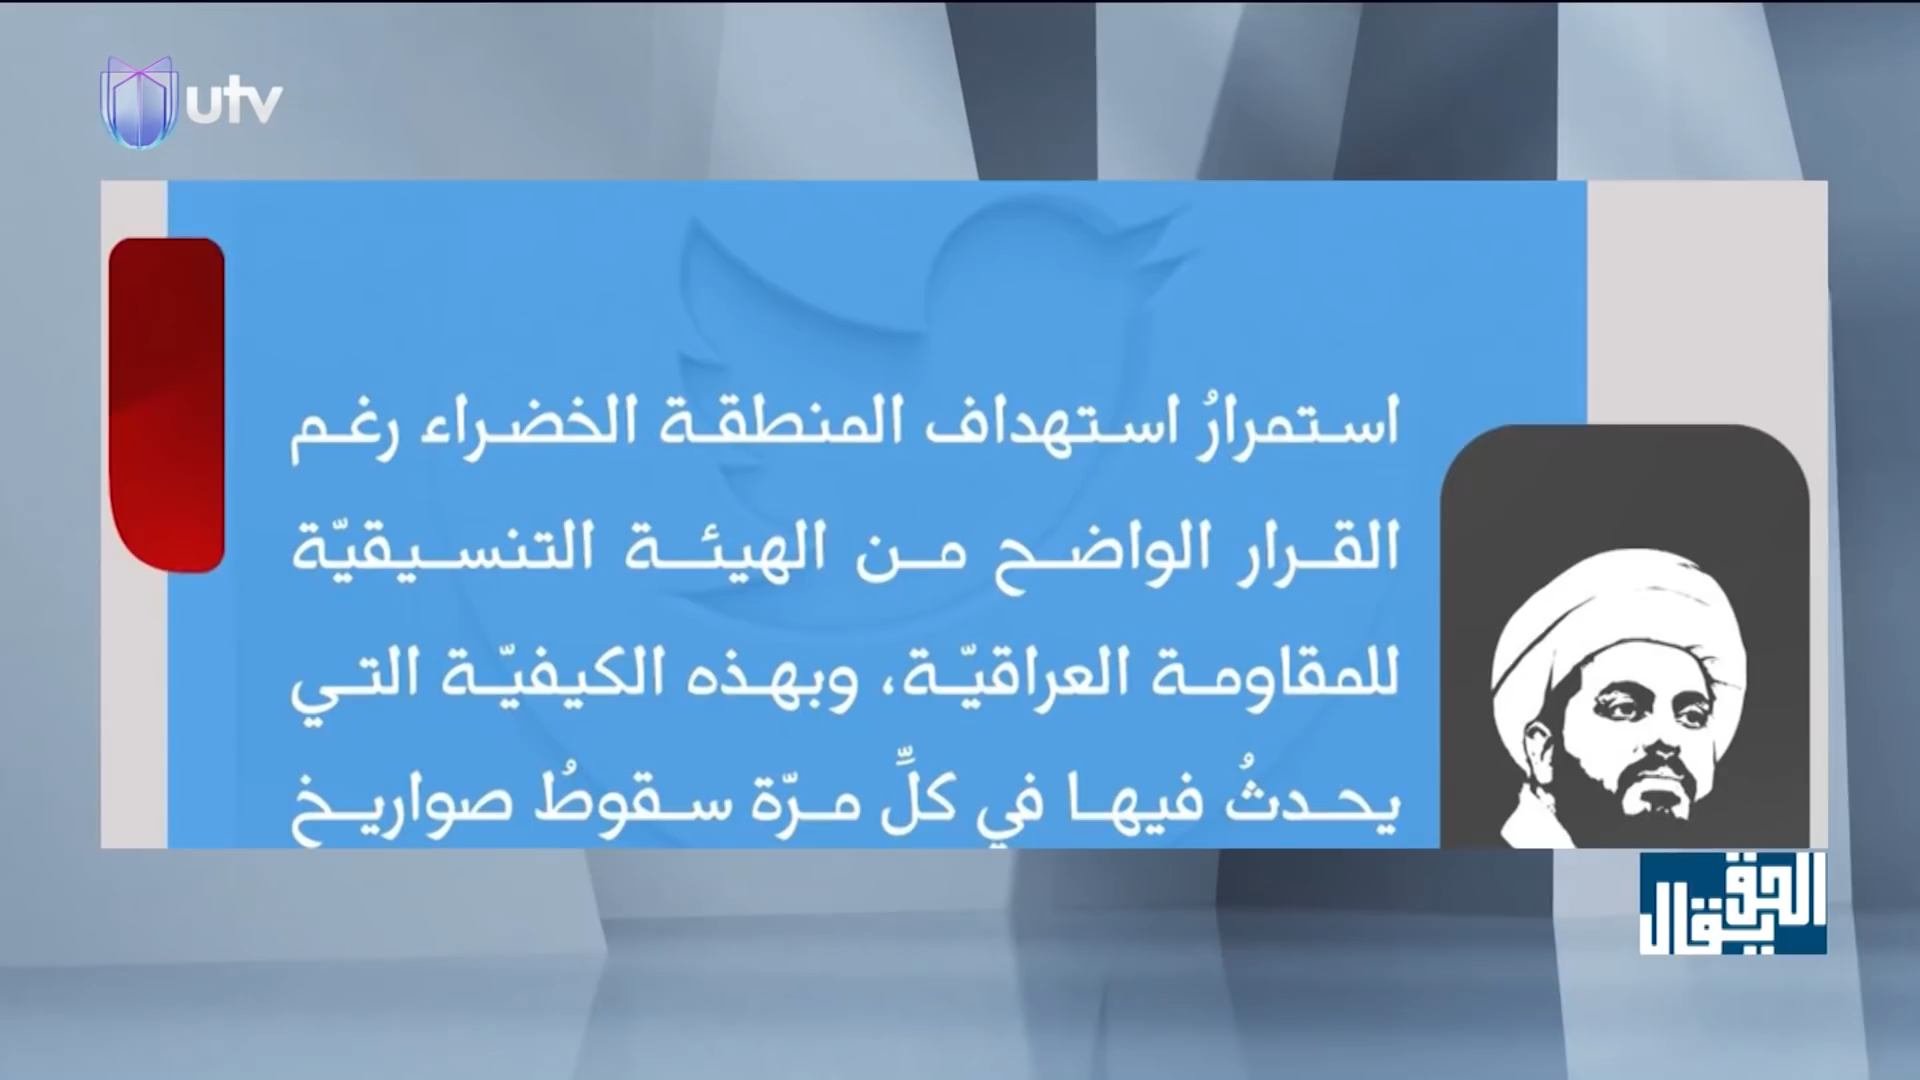 utv
استمرارُ استهداف المنطقة الخضراء رغم
القرار الواضح من الهيئة التنسيقيّة
للمقاومة العراقيّة، وبهذه الكيفيّة التي
يحدثُ فيها في كلِّ مرّة سقوطُ صواريخ
الحق
يقال